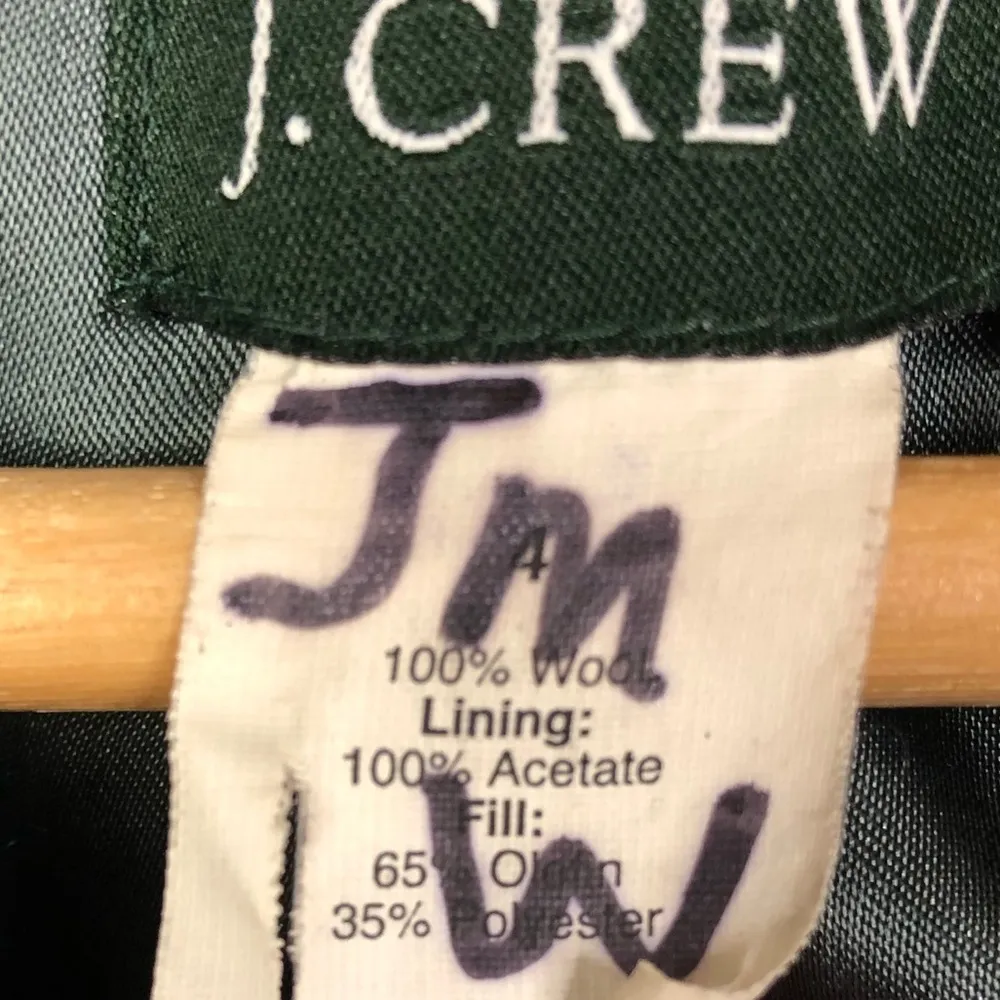 J.CREW
JM
4
100% Wool
Lining:
100% Acetate
Fill:
W
65% Olefin
35% Polyester